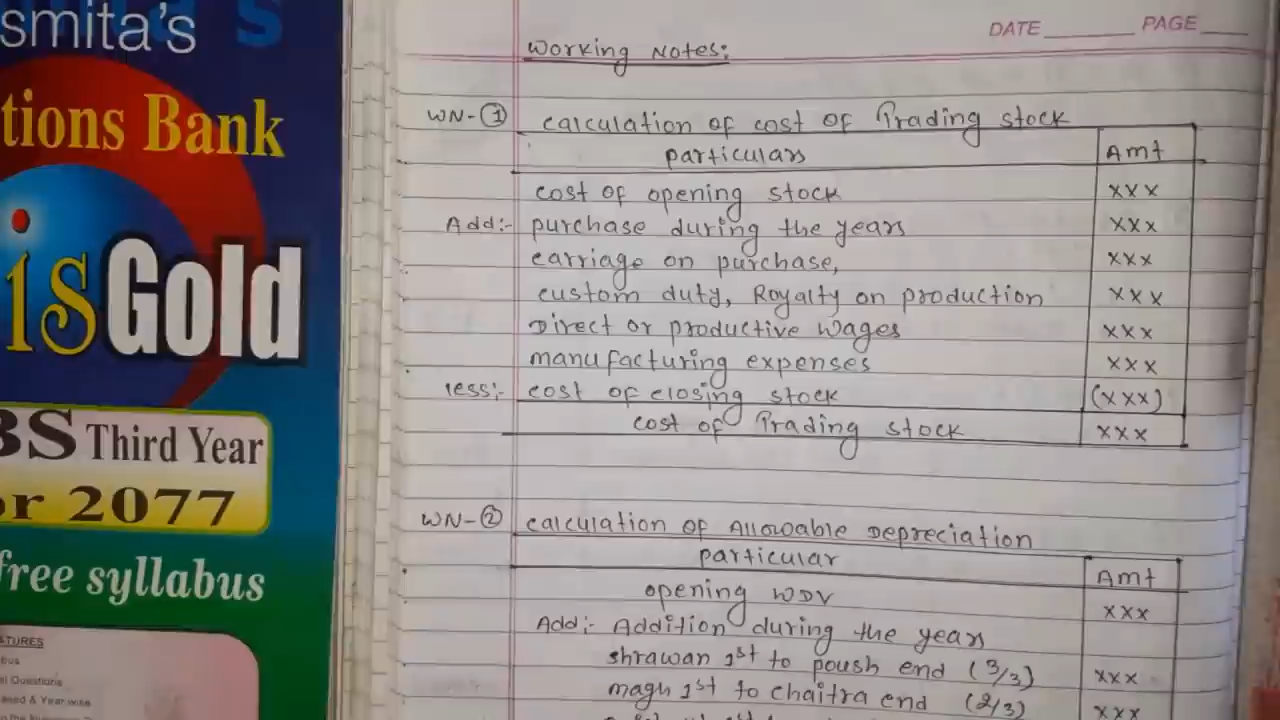 smita's
tions Bank
isGold
BS Third Year
or 2077
free syllabus
ATURES
DATE PAGE
Working Notes:
WN-① calculation of cost of Trading stock
particulars Amt
cost of opening stock xxx
Add:- purchase during the years xxx
carriage on purchase, xxx
custom duty, Royalty on production xxx
Direct or productive wages xxx
manufacturing expenses xxx
Less:- cost of closing stock (xxx)
cost of Trading stock xxx
WN-② calculation of Allowable Depreciation
particular Amt
opening WDV xxx
Add:- Addition during the years
shrawan 1st to poush end (3/3) xxx
magh 1st to chaitra end (2/3) xxx